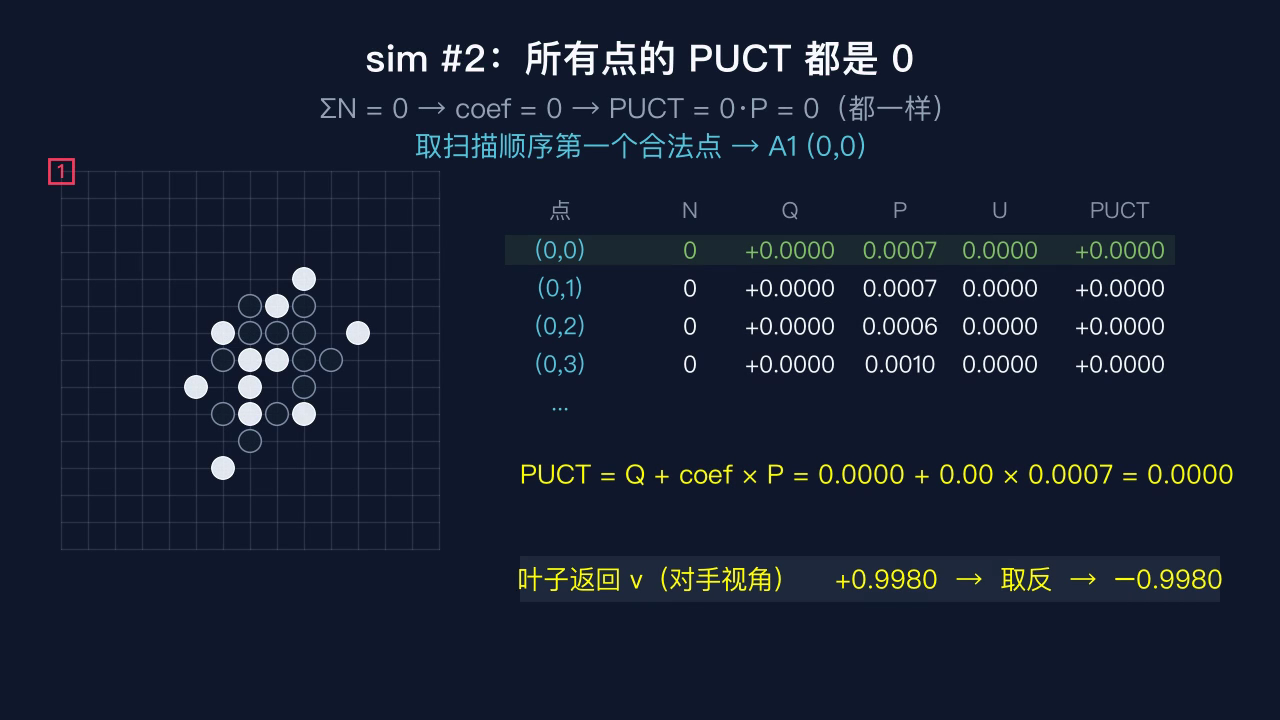 sim #2：所有点的 PUCT 都是 0
ΣN = 0 → coef = 0 → PUCT = 0·P = 0（都一样）
取扫描顺序第一个合法点 → A1 (0,0)
1
点 N Q P U PUCT
(0,0) 0 +0.0000 0.0007 0.0000 +0.0000
(0,1) 0 +0.0000 0.0007 0.0000 +0.0000
(0,2) 0 +0.0000 0.0006 0.0000 +0.0000
(0,3) 0 +0.0000 0.0010 0.0000 +0.0000
...
PUCT = Q + coef × P = 0.0000 + 0.00 × 0.0007 = 0.0000
叶子返回 v（对手视角） +0.9980 → 取反 → −0.9980